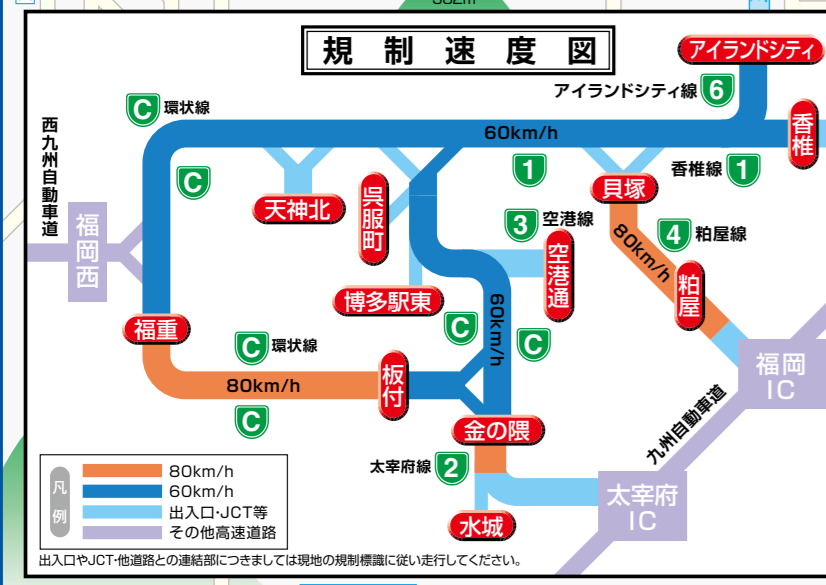 882m
規制速度図
アイランドシティ
アイランドシティ線 6
C 環状線
60km/h
香椎
西九州自動車道
C
1
香椎線 1
天神北
呉服町
貝塚
3 空港線
4 粕屋線
80km/h
福岡西
空港通
粕屋
博多駅東
60km/h
福重
C
C
C 環状線
80km/h
板付
福岡IC
C
九州自動車道
金の隈
太宰府線 2
太宰府IC
水城
凡例
80km/h
60km/h
出入口・JCT等
その他高速道路
出入口やJCT・他道路との連結部につきましては現地の規制標識に従い走行してください。